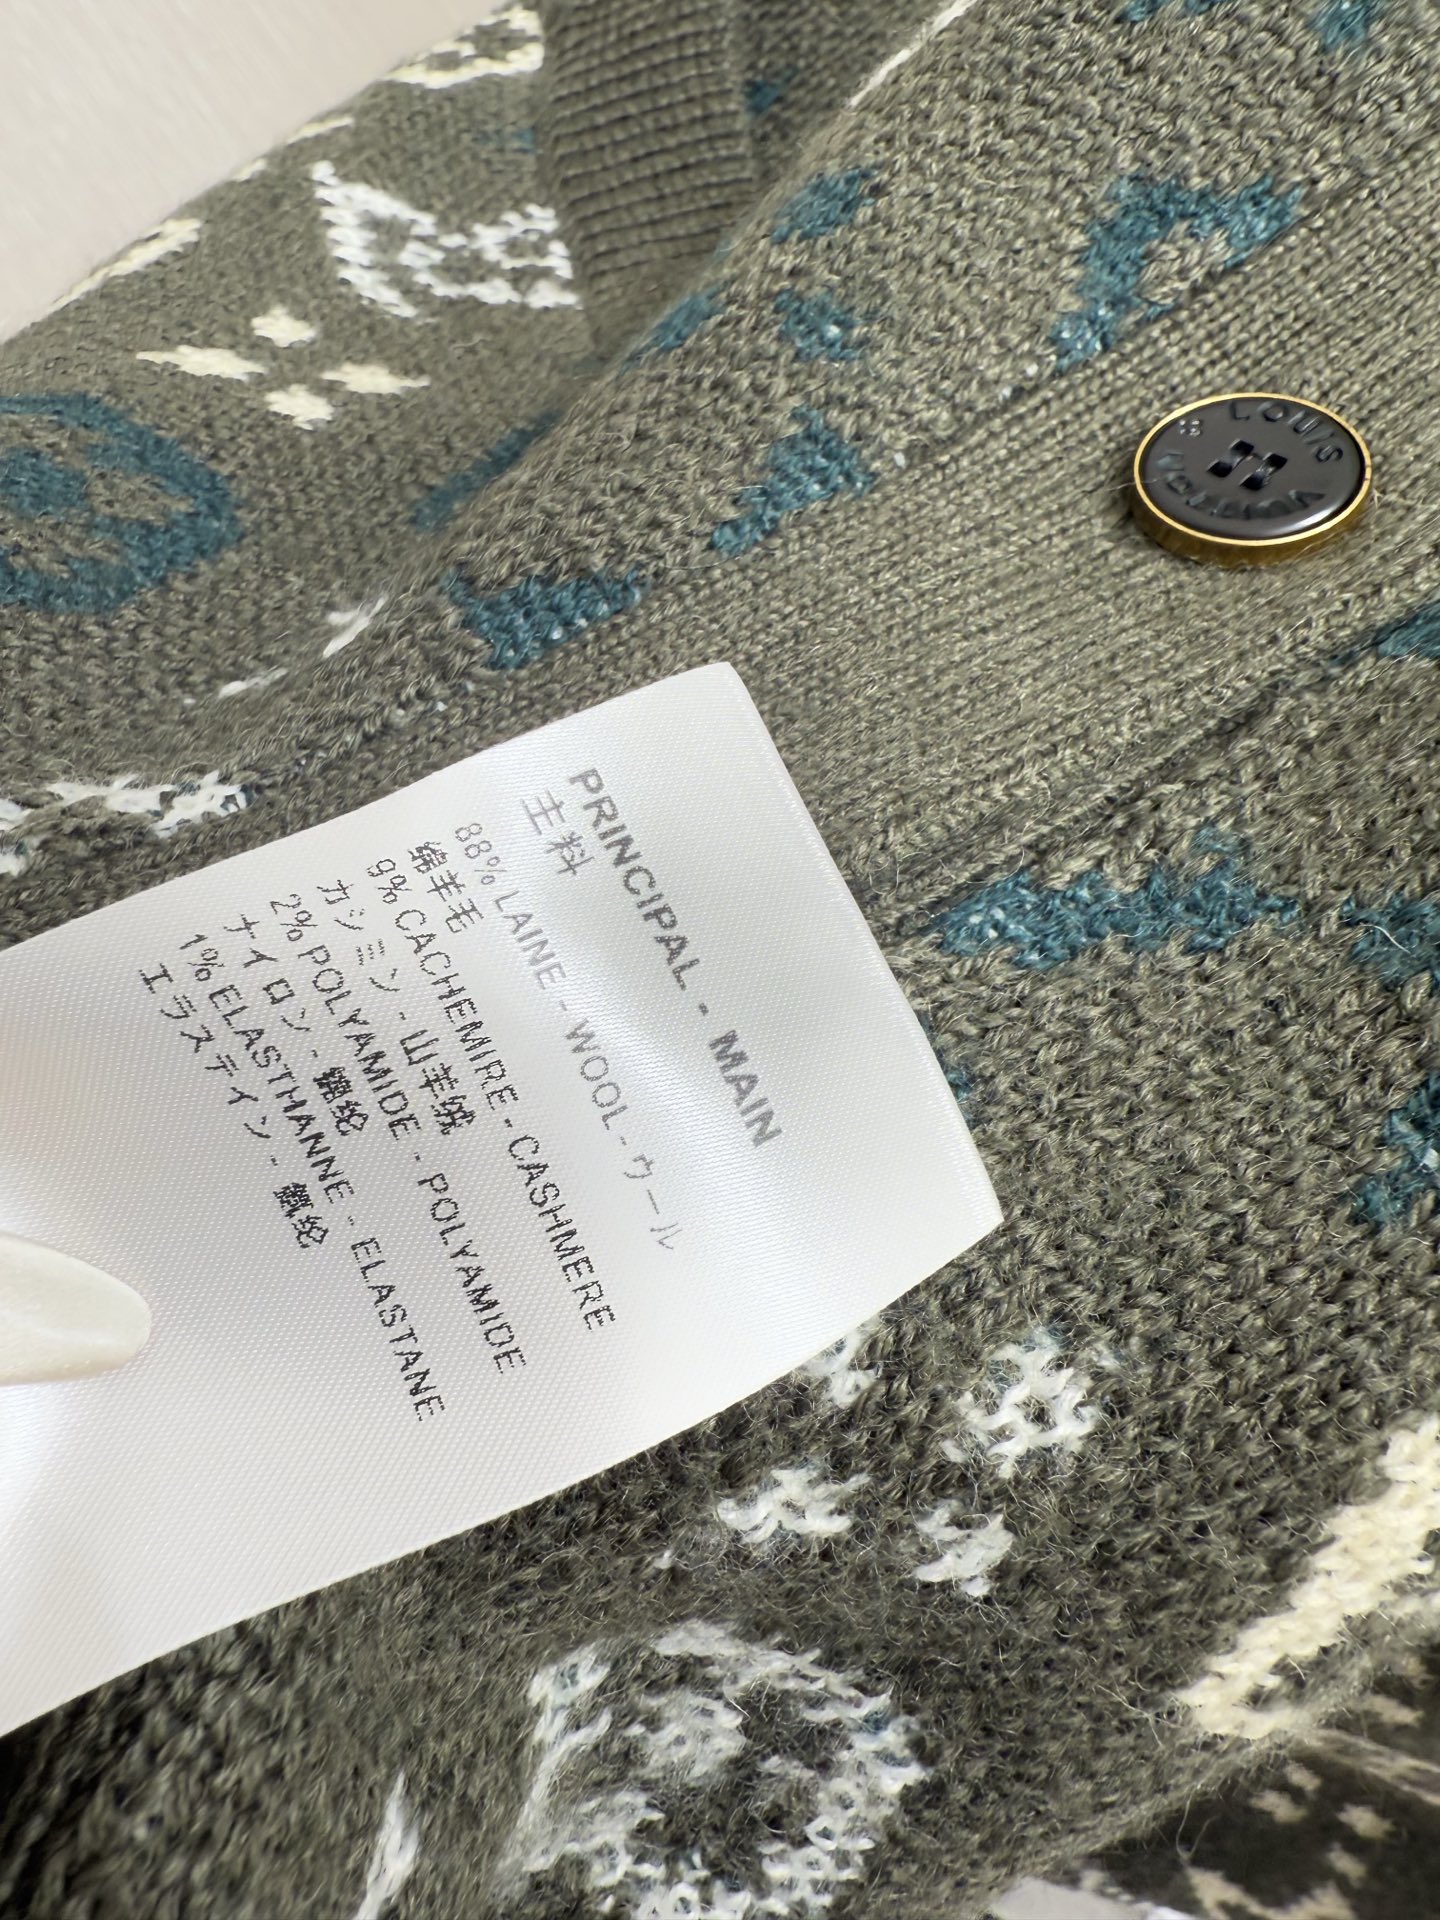 LOUIS
VUITTON
PRINCIPAL - MAIN
主料
88% LAINE - WOOL - ウール
绵羊毛
9% CACHEMIRE - CASHMERE
カシミン - 山羊绒
2% POLYAMIDE - POLYAMIDE
ナイロン - 锦纶
1% ELASTHANNE - ELASTANE
エラスティン - 氨纶